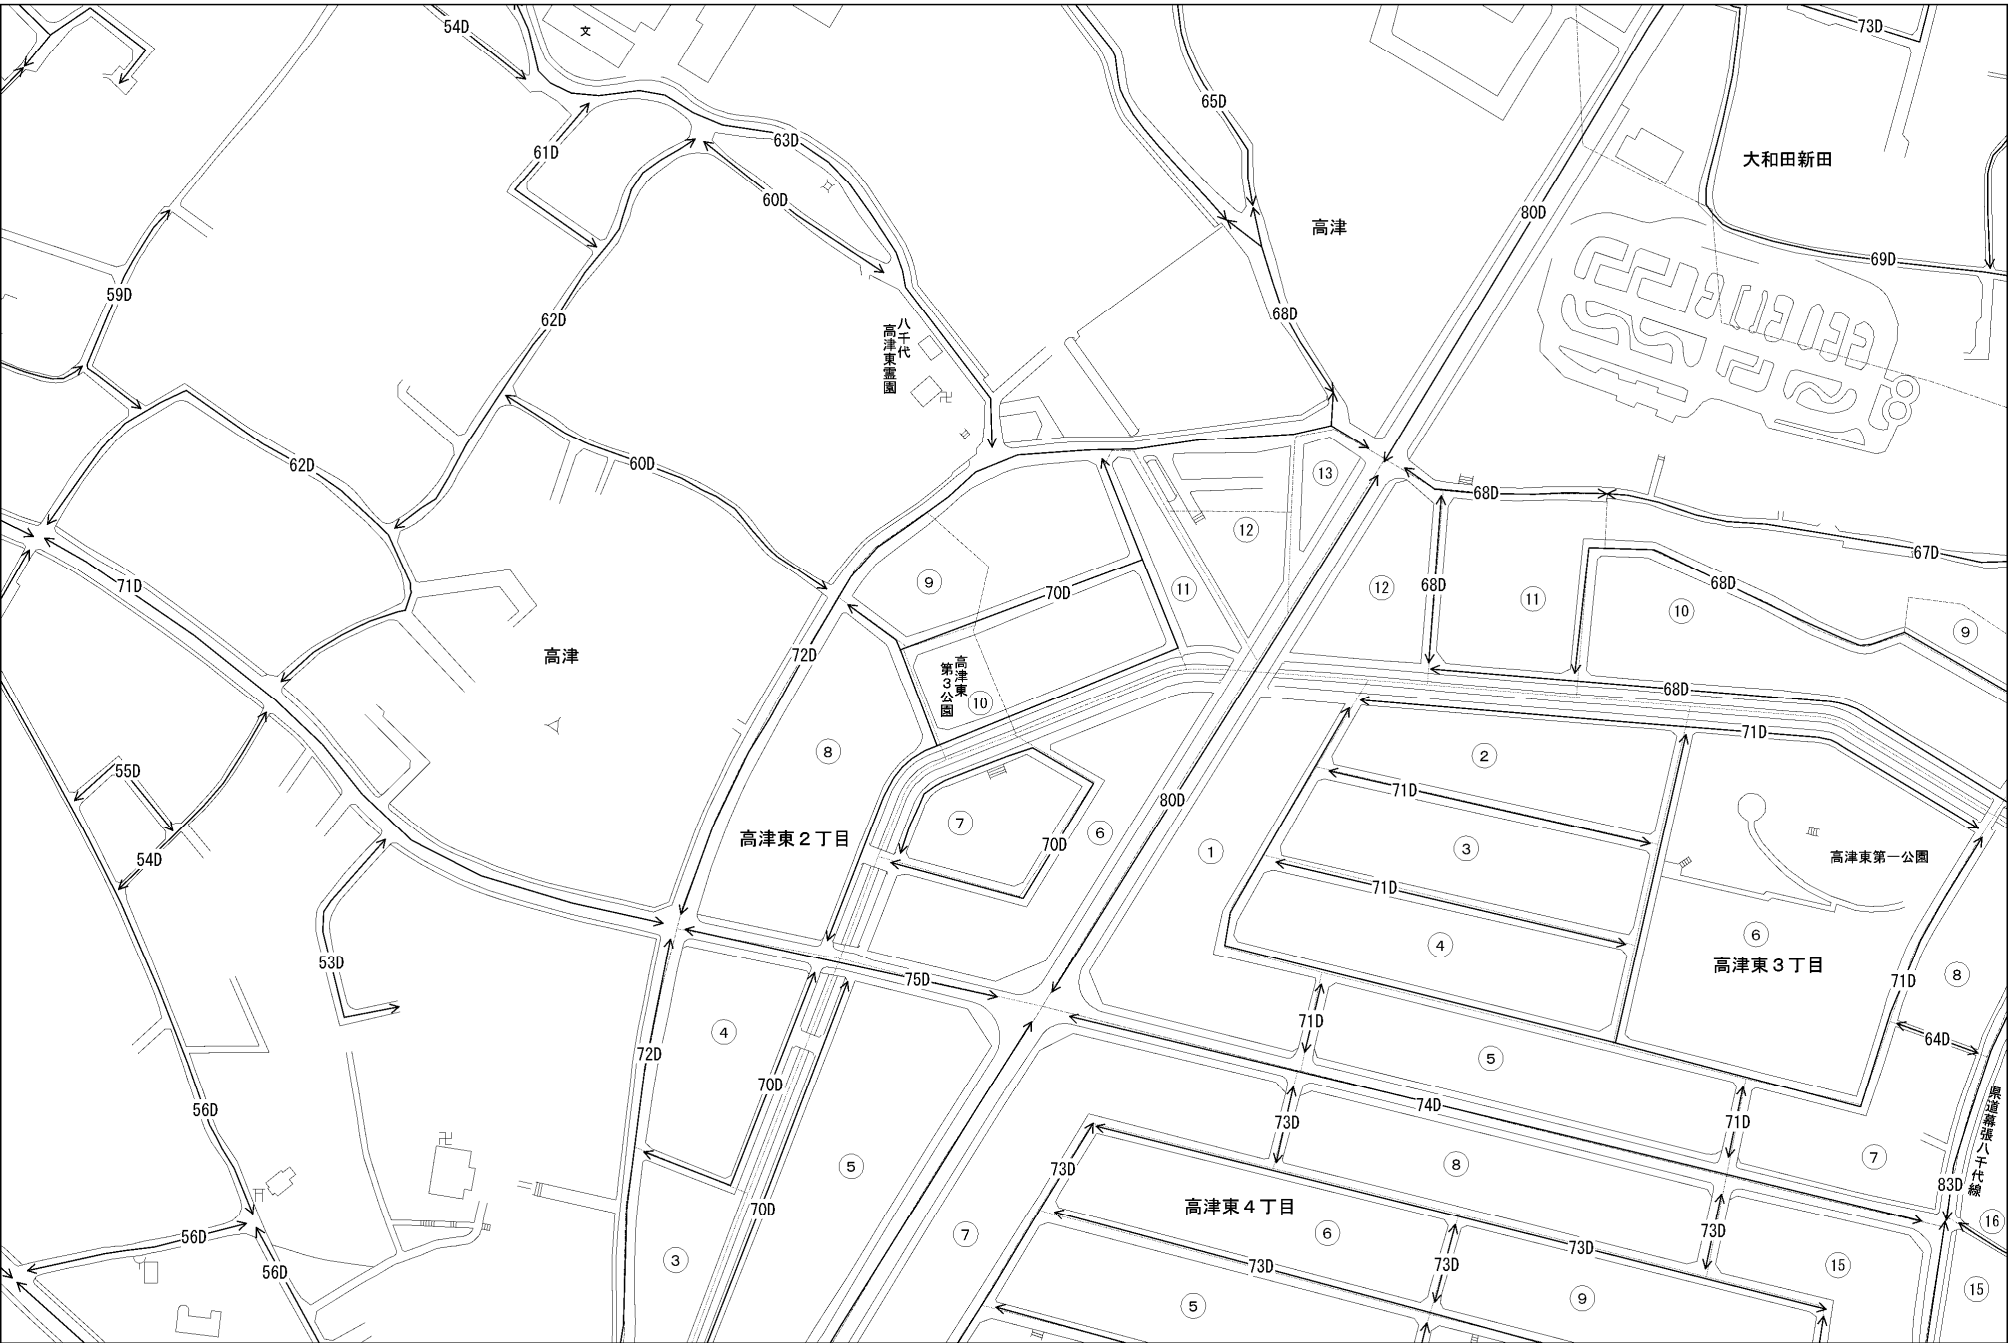 54D
文
73D
65D
63D
61D
60D
大和田新田
80D
高津
69D
59D
62D
68D
八千代
高津東霊園
62D
60D
13
68D
12
67D
71D
9
70D
11
68D
12
11
68D
10
9
高津
72D
高津東
第3公園
10
68D
8
71D
2
55D
71D
80D
高津東2丁目
7
6
70D
1
3
高津東第一公園
54D
71D
4
6
高津東3丁目
53D
75D
71D
8
4
71D
64D
72D
5
70D
74D
県道幕張八千代線
56D
73D
71D
5
73D
8
7
83D
高津東4丁目
70D
16
56D
7
6
73D
73D
3
56D
73D
73D
15
5
9
15